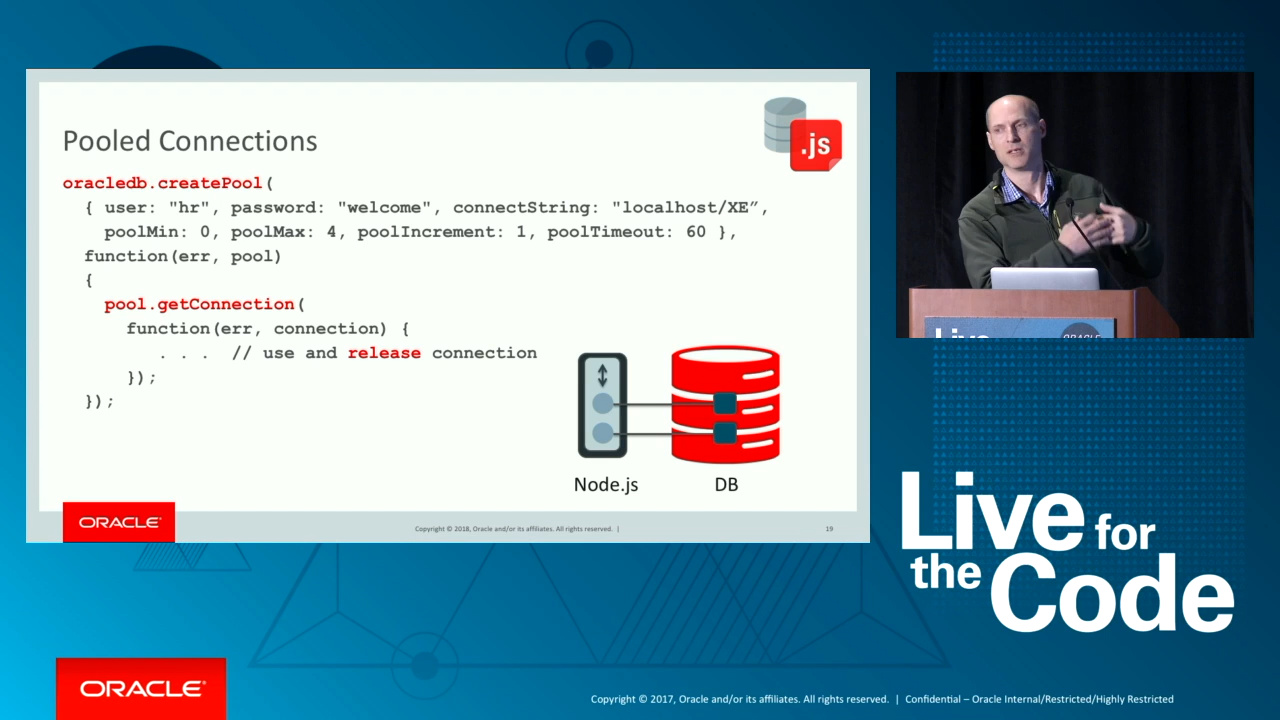 Pooled Connections
.js
oracledb.createPool(
{ user: "hr", password: "welcome", connectString: "localhost/XE”,
poolMin: 0, poolMax: 4, poolIncrement: 1, poolTimeout: 60 },
function(err, pool)
{
pool.getConnection(
function(err, connection) {
. . . // use and release connection
});
});
Node.js
DB
ORACLE®
Copyright © 2018, Oracle and/or its affiliates. All rights reserved. |
19
Live
ORACLE
Live for
the Code
ORACLE®
Copyright © 2017, Oracle and/or its affiliates. All rights reserved. | Confidential – Oracle Internal/Restricted/Highly Restricted